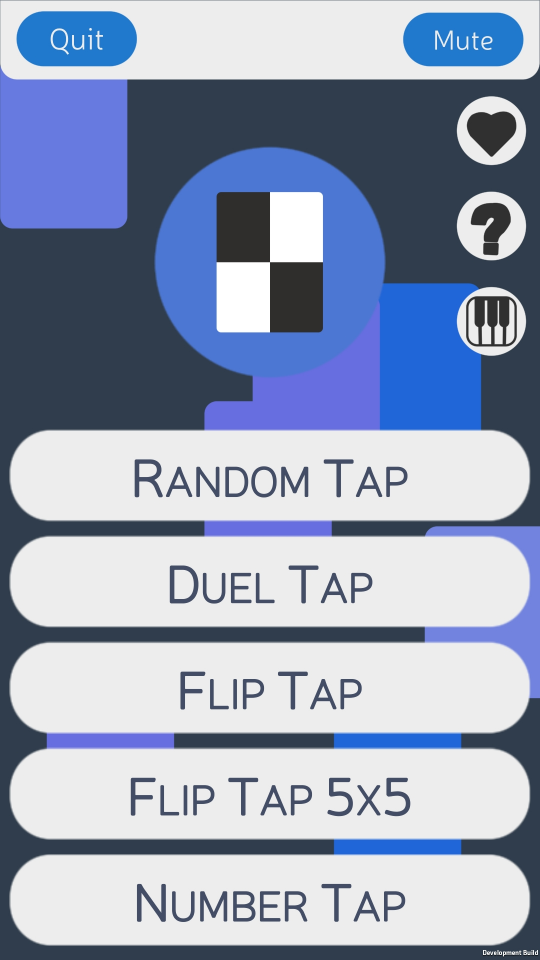 Quit
Mute
Random Tap
Duel Tap
Flip Tap
Flip Tap 5x5
Number Tap
Development Build